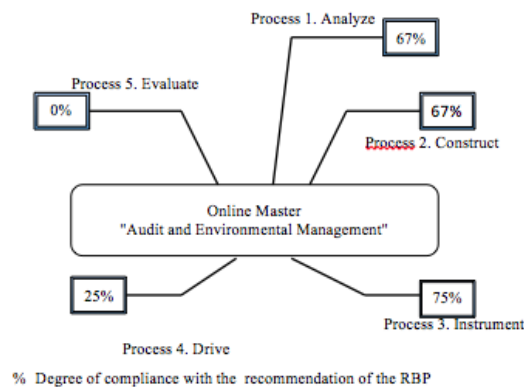 Process 1. Analyze
67%
Process 5. Evaluate
0%
67%
Process 2. Construct
Online Master
"Audit and Environmental Management"
25%
75%
Process 3. Instrument
Process 4. Drive
% Degree of compliance with the recommendation of the RBP